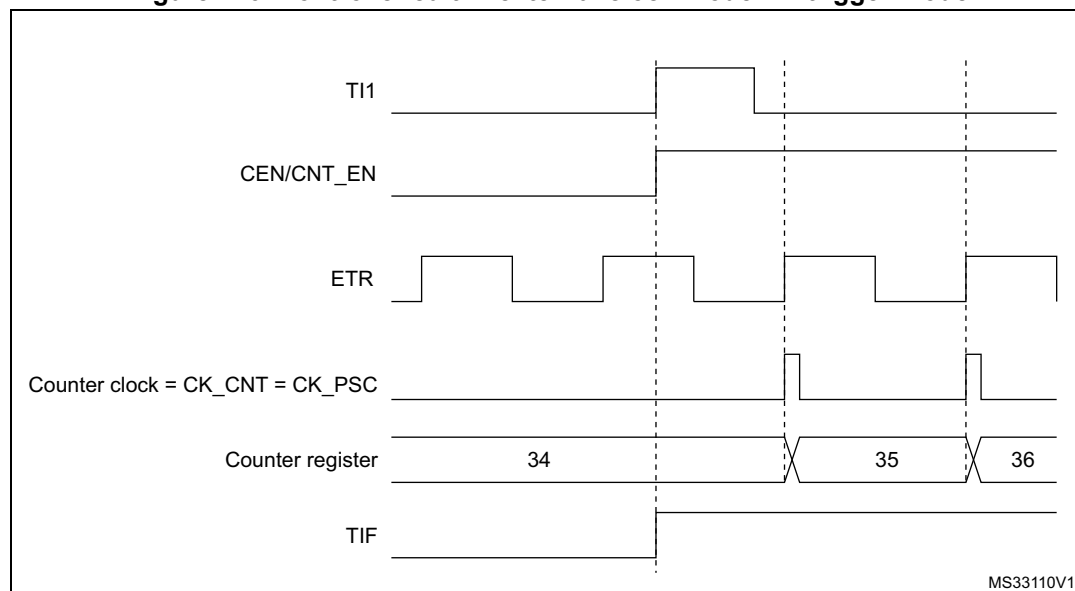 TI1
CEN/CNT_EN
ETR
Counter clock = CK_CNT = CK_PSC
Counter register 34 35 36
TIF
MS33110V1